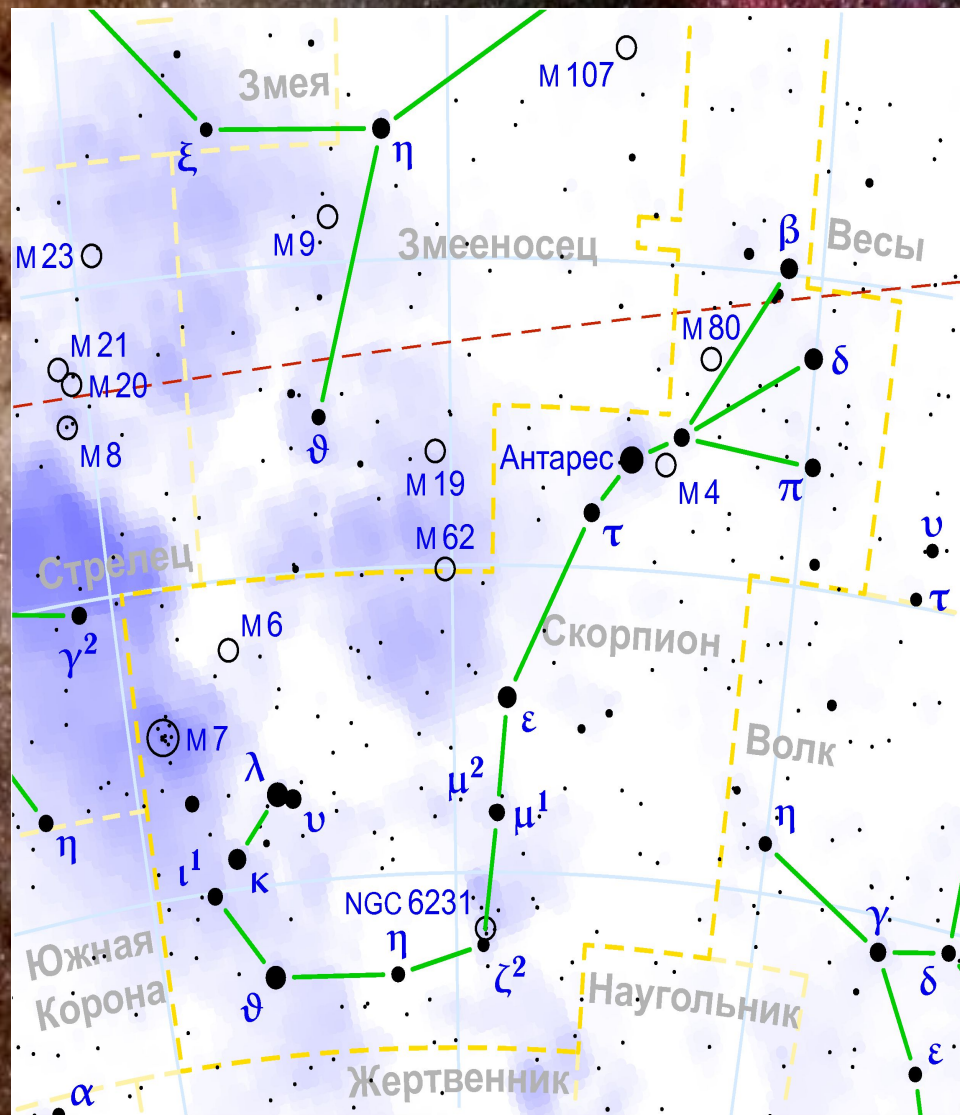 M 107
Змея
ξ
η
β
M 9
Змееносец
Весы
M 23
M 80
M 21
M 20
δ
M 8
ϑ
Антарес
M 19
M 4
π
M 62
τ
υ
Стрелец
τ
M 6
Скорпион
γ²
ε
M 7
Волк
λ
μ²
υ
μ¹
η
η
ι¹
κ
NGC 6231
γ
Южная
Корона
η
ζ²
δ
ϑ
Наугольник
ε
Жертвенник
α